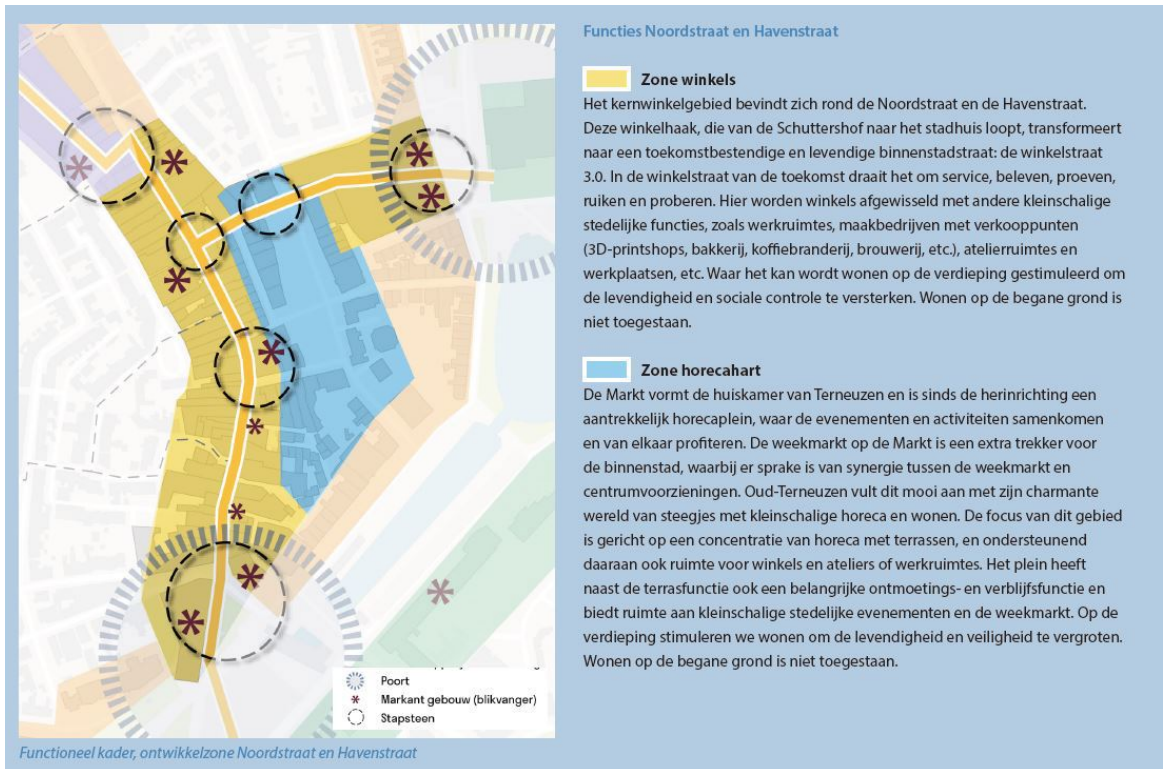 Functies Noordstraat en Havenstraat
Zone winkels
Het kernwinkelgebied bevindt zich rond de Noordstraat en de Havenstraat.
Deze winkelhaak, die van de Schuttershof naar het stadhuis loopt, transformeert
naar een toekomstbestendige en levendige binnenstadstraat: de winkelstraat
3.0. In de winkelstraat van de toekomst draait het om service, beleven, proeven,
ruiken en proberen. Hier worden winkels afgewisseld met andere kleinschalige
stedelijke functies, zoals werkruimtes, maakbedrijven met verkooppunten
(3D-printshops, bakkerij, koffiebranderij, brouwerij, etc.), atelierruimtes en
werkplaatsen, etc. Waar het kan wordt wonen op de verdieping gestimuleerd om
de levendigheid en sociale controle te versterken. Wonen op de begane grond is
niet toegestaan.
Zone horecahart
De Markt vormt de huiskamer van Terneuzen en is sinds de herinrichting een
aantrekkelijk horecaplein, waar de evenementen en activiteiten samenkomen
en van elkaar profiteren. De weekmarkt op de Markt is een extra trekker voor
de binnenstad, waarbij er sprake is van synergie tussen de weekmarkt en
centrumvoorzieningen. Oud-Terneuzen vult dit mooi aan met zijn charmante
wereld van steegjes met kleinschalige horeca en wonen. De focus van dit gebied
is gericht op een concentratie van horeca met terrassen, en ondersteunend
daaraan ook ruimte voor winkels en ateliers of werkruimtes. Het plein heeft
naast de terrasfunctie ook een belangrijke ontmoetings- en verblijfsfunctie en
biedt ruimte aan kleinschalige stedelijke evenementen en de weekmarkt. Op de
verdieping stimuleren we wonen om de levendigheid en veiligheid te vergroten.
Wonen op de begane grond is niet toegestaan.
Poort
Markant gebouw (blikvanger)
Stapsteen
Functioneel kader, ontwikkelzone Noordstraat en Havenstraat